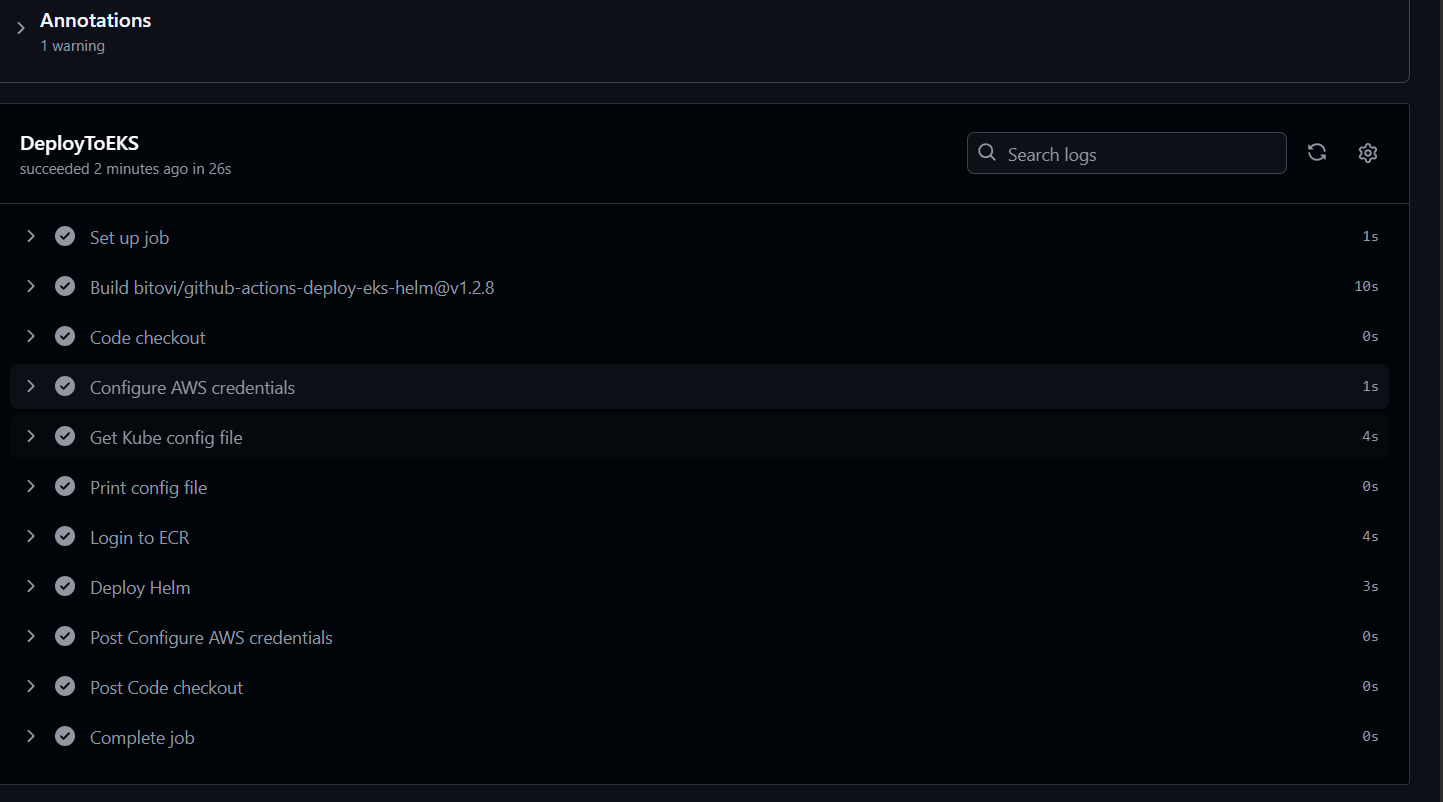 Annotations
1 warning
DeployToEKS
succeeded 2 minutes ago in 26s
Search logs
Set up job 1s
Build bitovi/github-actions-deploy-eks-helm@v1.2.8 10s
Code checkout 0s
Configure AWS credentials 1s
Get Kube config file 4s
Print config file 0s
Login to ECR 4s
Deploy Helm 3s
Post Configure AWS credentials 0s
Post Code checkout 0s
Complete job 0s